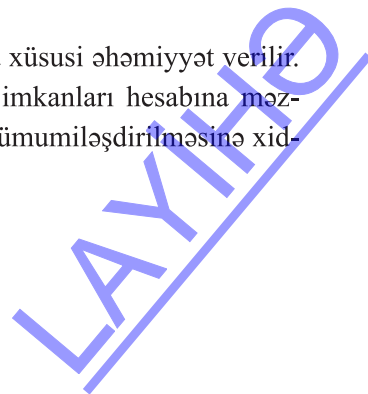 xüsusi əhəmiyyət verilir.
imkanları hesabına məz-
ümumiləşdirilməsinə xid-
LAYİHƏ